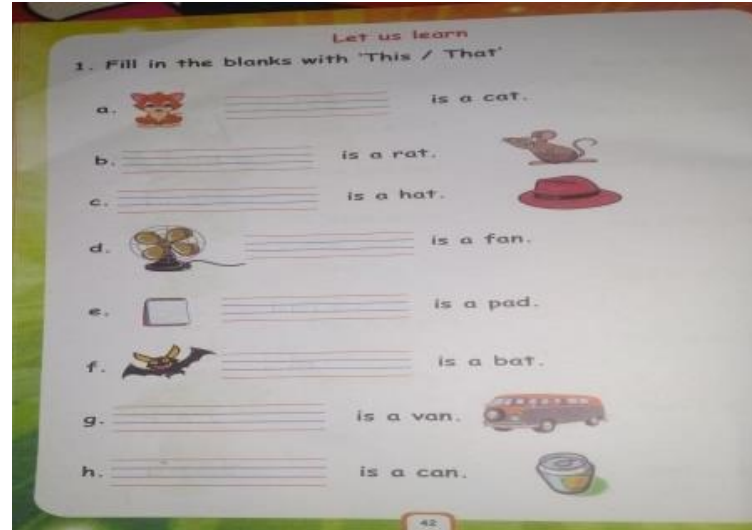 Let us learn
1. Fill in the blanks with 'This / That'
a. is a cat.
b. is a rat.
c. is a hat.
d. is a fan.
e. is a pad.
f. is a bat.
g. is a van.
h. is a can.
42